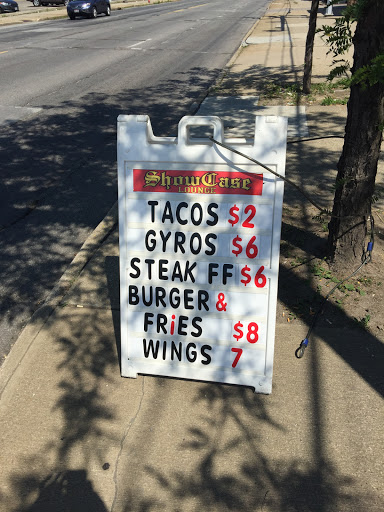 ShowCase
LOUNGE
TACOS $2
GYROS $6
STEAK FF $6
BURGER &
FRiES $8
WINGS 7